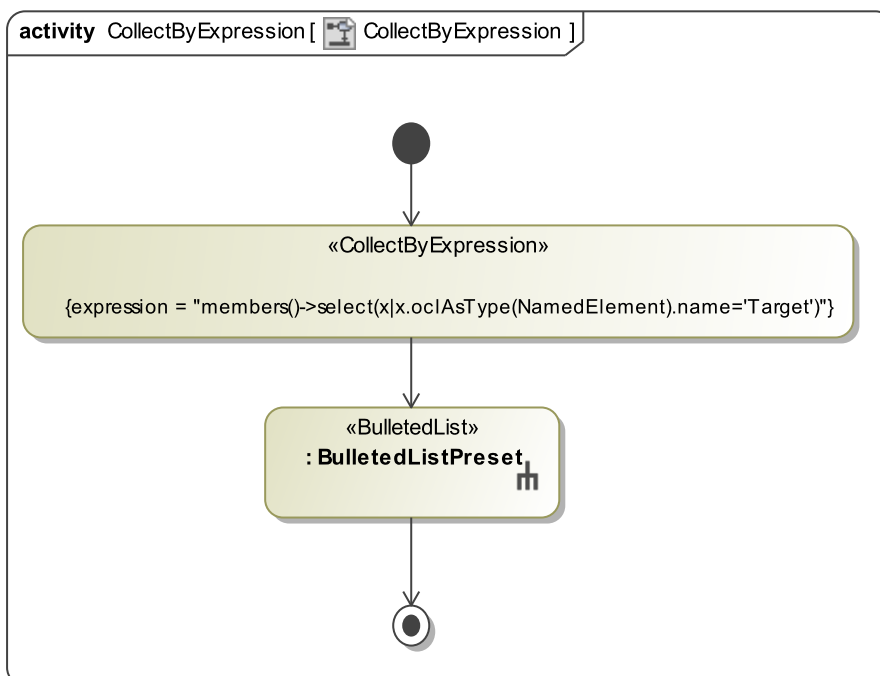 activity CollectByExpression [ CollectByExpression ]
«CollectByExpression»
{expression = "members()->select(x|x.oclAsType(NamedElement).name='Target')"}
«BulletedList»
: BulletedListPreset